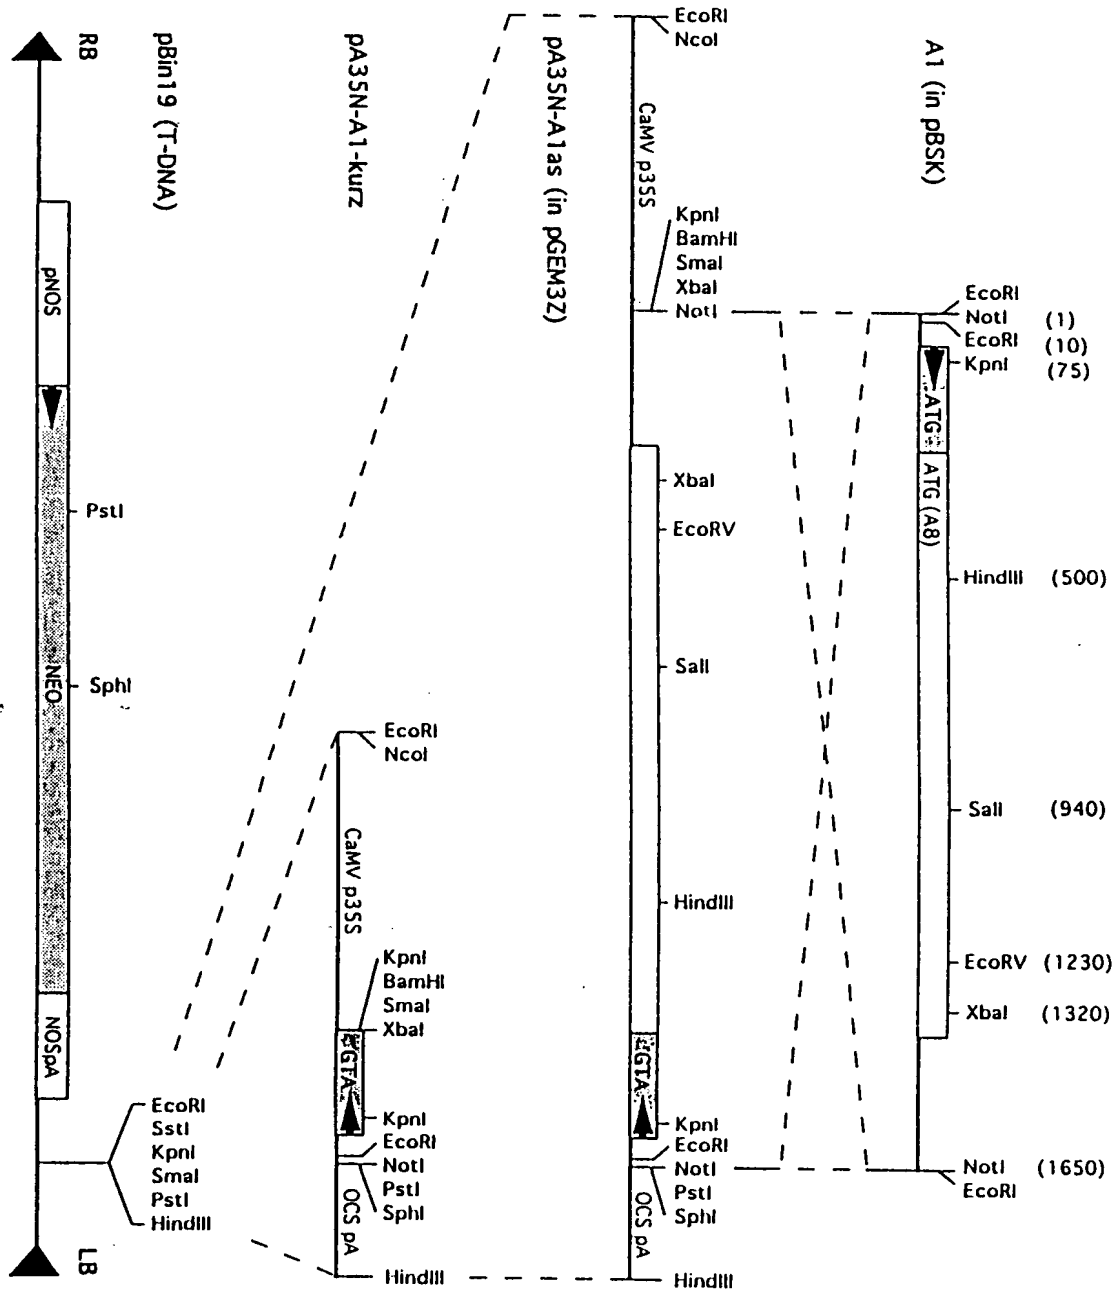 A1 (in pBSK)
EcoRI
NotI (1)
EcoRI (10)
KpnI (75)
ATG
ATG (A8)
HindIII (500)
SalI (940)
EcoRV (1230)
XbaI (1320)
NotI (1650)
EcoRI
pA35N-A1as (in pGEM3Z)
EcoRI
NcoI
CaMV p35S
KpnI
BamHI
SmaI
XbaI
NotI
XbaI
EcoRV
SalI
HindIII
GTA
KpnI
EcoRI
NotI
PstI
SphI
OCS pA
HindIII
pA35N-A1-kurz
EcoRI
NcoI
CaMV p35S
KpnI
BamHI
SmaI
XbaI
GTA
KpnI
EcoRI
NotI
PstI
SphI
OCS pA
HindIII
pBin19 (T-DNA)
RB
pNOS
PstI
SphI
NEO
NOSpA
EcoRI
SstI
KpnI
SmaI
PstI
HindIII
LB